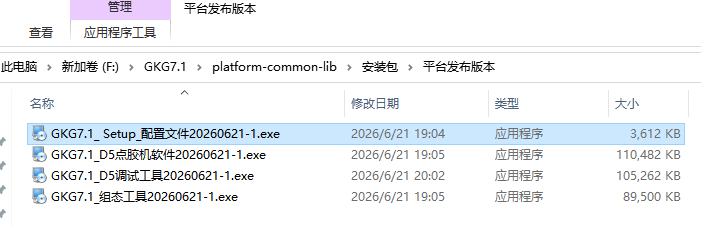 管理
平台发布版本
查看
应用程序工具
此电脑 > 新加卷 (F:) > GKG7.1 > platform-common-lib > 安装包 > 平台发布版本
名称 修改日期 类型 大小
GKG7.1_ Setup_配置文件20260621-1.exe 2026/6/21 19:04 应用程序 3,612 KB
GKG7.1_D5点胶机软件20260621-1.exe 2026/6/21 19:05 应用程序 110,482 KB
GKG7.1_D5调试工具20260621-1.exe 2026/6/21 20:02 应用程序 105,262 KB
GKG7.1_组态工具20260621-1.exe 2026/6/21 19:05 应用程序 89,500 KB